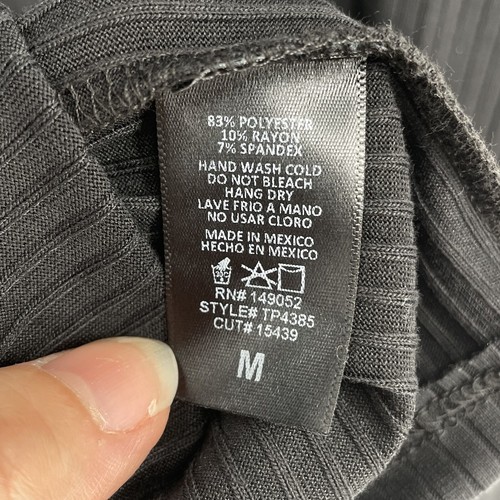 83% POLYESTER
10% RAYON
7% SPANDEX
HAND WASH COLD
DO NOT BLEACH
HANG DRY
LAVE FRIO A MANO
NO USAR CLORO
MADE IN MEXICO
HECHO EN MEXICO
RN# 149052
STYLE# TP4385
CUT# 15439
M